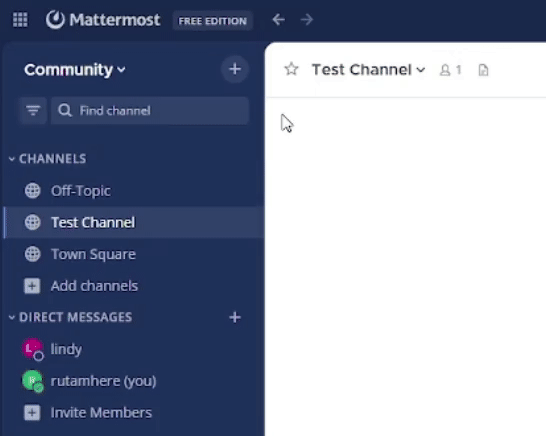 Mattermost FREE EDITION
Community
Find channel
CHANNELS
Off-Topic
Test Channel
Town Square
Add channels
DIRECT MESSAGES
lindy
rutamhere (you)
Invite Members
Test Channel 1